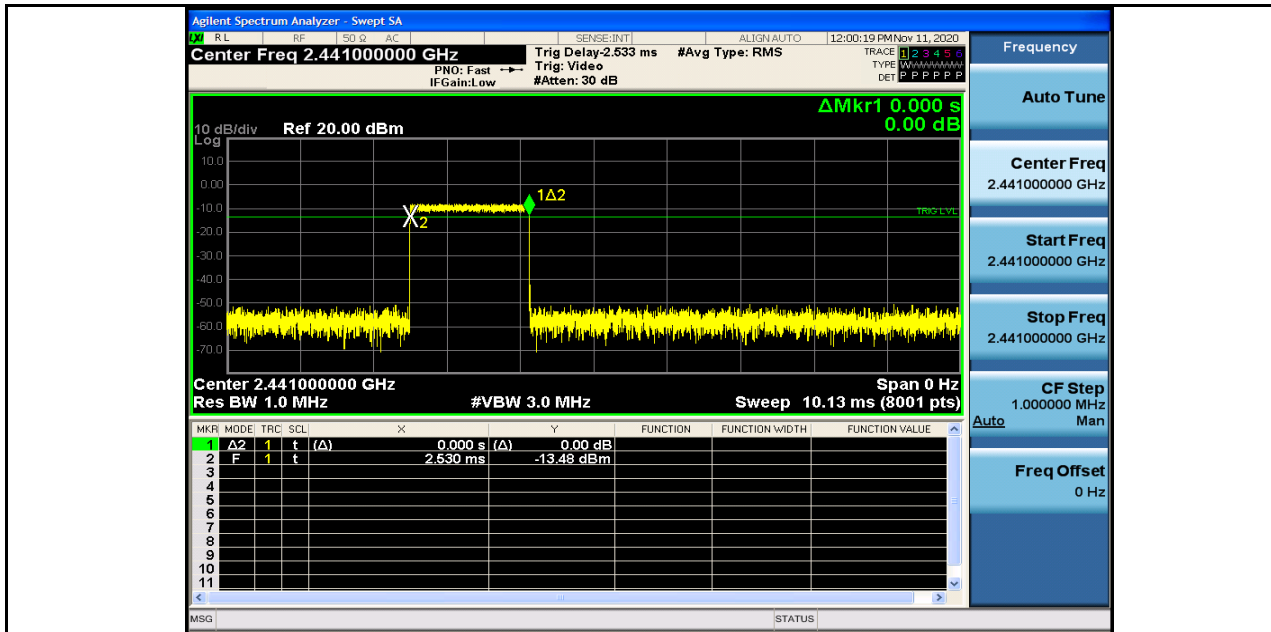 Agilent Spectrum Analyzer - Swept SA
LXI RL RF 50 Ω AC SENSE:INT ALIGN AUTO 12:00:19 PM Nov 11, 2020
Center Freq 2.441000000 GHz
PNO: Fast
IFGain:Low
Trig Delay-2.533 ms
Trig: Video
#Atten: 30 dB
#Avg Type: RMS
TRACE 1 2 3 4 5 6
TYPE WWWWWW
DET P P P P P P
ΔMkr1 0.000 s
0.00 dB
10 dB/div Ref 20.00 dBm
Log
10.0
0.00
-10.0
-20.0
-30.0
-40.0
-50.0
-60.0
-70.0
1Δ2
X2
TRIG LVL
Center 2.441000000 GHz Span 0 Hz
Res BW 1.0 MHz #VBW 3.0 MHz Sweep 10.13 ms (8001 pts)
MKR MODE TRC SCL X Y FUNCTION FUNCTION WIDTH FUNCTION VALUE
1 Δ2 1 t (Δ) 0.000 s (Δ) 0.00 dB
2 F 1 t 2.530 ms -13.48 dBm
3
4
5
6
7
8
9
10
11
MSG STATUS
Frequency
Auto Tune
Center Freq
2.441000000 GHz
Start Freq
2.441000000 GHz
Stop Freq
2.441000000 GHz
CF Step
1.000000 MHz
Auto Man
Freq Offset
0 Hz